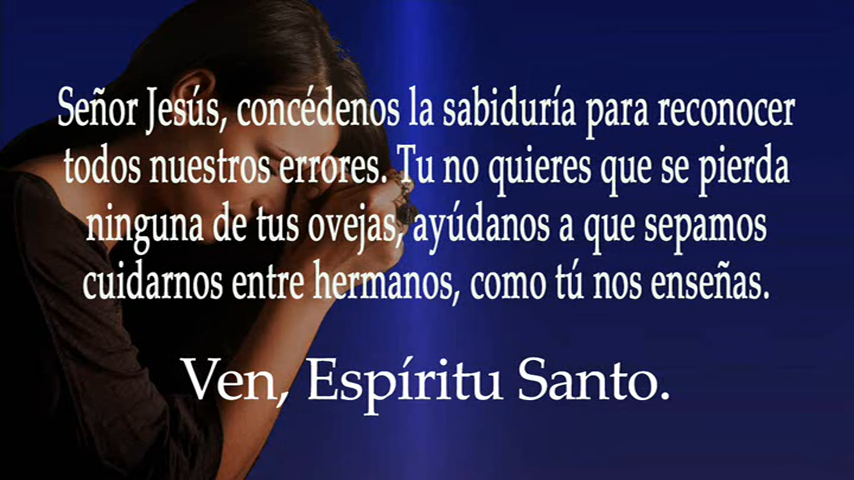 Señor Jesús, concédenos la sabiduría para reconocer
todos nuestros errores. Tu no quieres que se pierda
ninguna de tus ovejas, ayúdanos a que sepamos
cuidarnos entre hermanos, como tú nos enseñas.
Ven, Espíritu Santo.